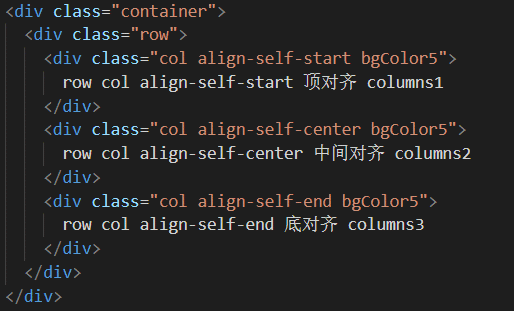 <div class="container">
<div class="row">
<div class="col align-self-start bgColor5">
row col align-self-start 顶对齐 columns1
</div>
<div class="col align-self-center bgColor5">
row col align-self-center 中间对齐 columns2
</div>
<div class="col align-self-end bgColor5">
row col align-self-end 底对齐 columns3
</div>
</div>
</div>